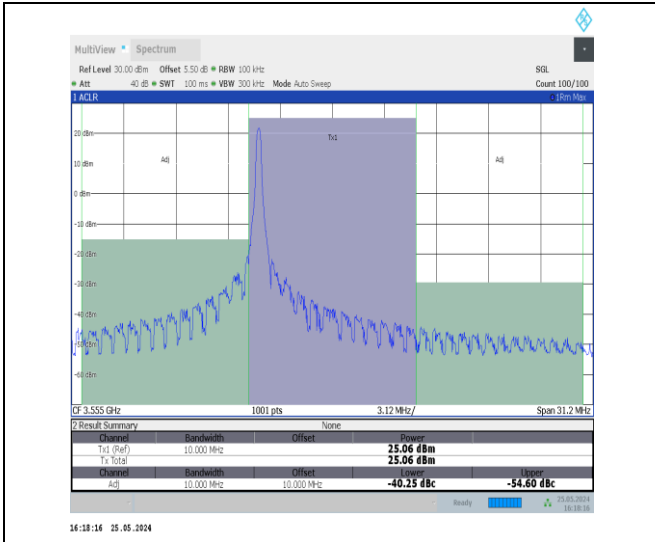 MultiView Spectrum
Ref Level 30.00 dBm Offset 5.50 dB RBW 100 kHz SGL
Att 40 dB SWT 100 ms VBW 300 kHz Mode Auto Sweep Count 100/100
1 ACLR 1Rm Max
20 dBm
Tx1
10 dBm Adj Adj
0 dBm
-10 dBm
-20 dBm
-30 dBm
-40 dBm
-50 dBm
-60 dBm
CF 3.555 GHz 1001 pts 3.12 MHz/ Span 31.2 MHz
2 Result Summary None
Channel Bandwidth Offset Power
Tx1 (Ref) 10.000 MHz 25.06 dBm
Tx Total 25.06 dBm
Channel Bandwidth Offset Lower Upper
Adj 10.000 MHz 10.000 MHz -40.25 dBc -54.60 dBc
Ready 25.05.2024
16:18:16
16:18:16 25.05.2024